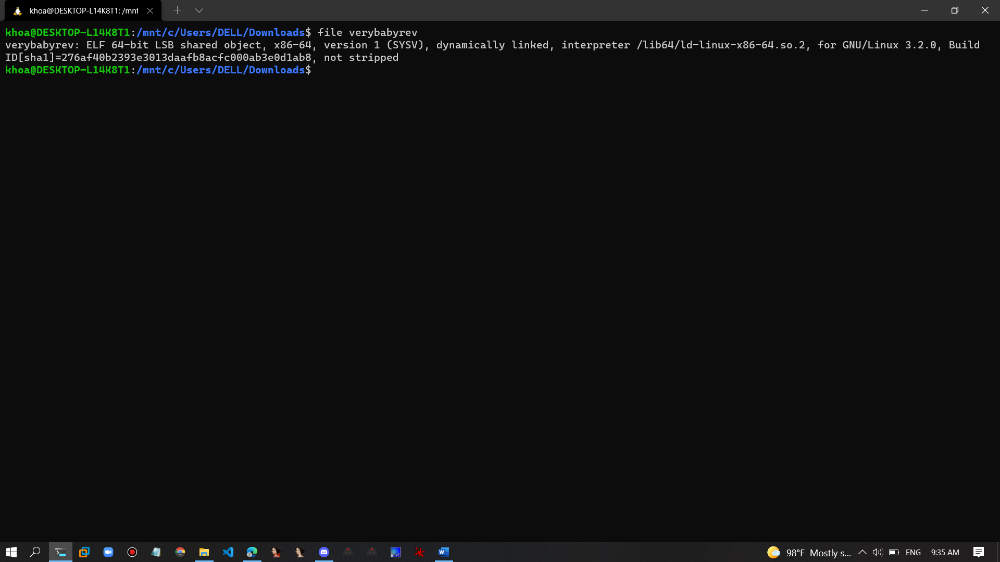 khoa@DESKTOP-L14K8T1: /mnt
khoa@DESKTOP-L14K8T1:/mnt/c/Users/DELL/Downloads$ file verybabyrev
verybabyrev: ELF 64-bit LSB shared object, x86-64, version 1 (SYSV), dynamically linked, interpreter /lib64/ld-linux-x86-64.so.2, for GNU/Linux 3.2.0, Build
ID[sha1]=276af40b2393e3013daafb8acfc000ab3e0d1ab8, not stripped
khoa@DESKTOP-L14K8T1:/mnt/c/Users/DELL/Downloads$
98°F Mostly s... ENG 9:35 AM